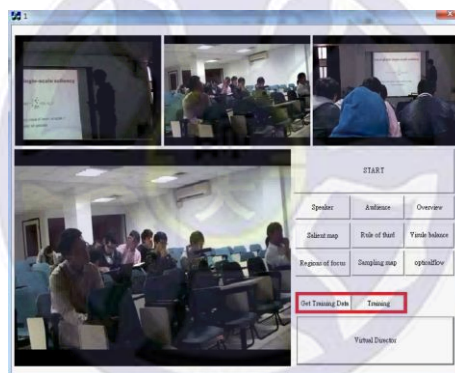 1
START
Speaker Audience Overview
Salient map Rule of third Visule balance
Regions of focus Sampling map opticalflow
Get Training Data Training
Virtual Director